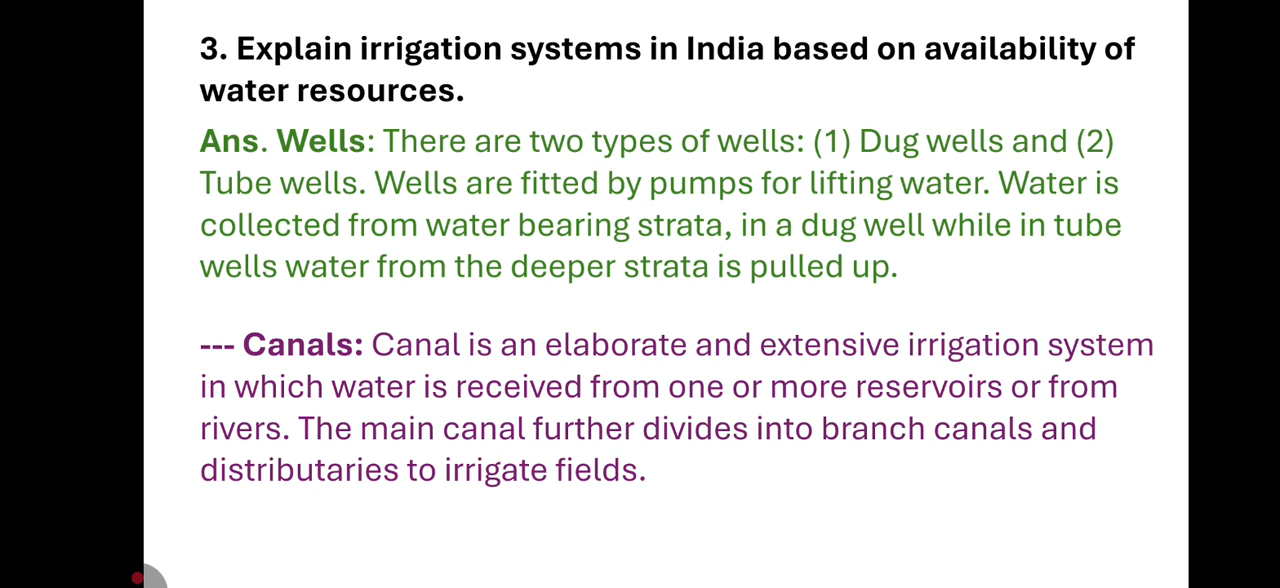 3. Explain irrigation systems in India based on availability of
water resources.
Ans. Wells: There are two types of wells: (1) Dug wells and (2)
Tube wells. Wells are fitted by pumps for lifting water. Water is
collected from water bearing strata, in a dug well while in tube
wells water from the deeper strata is pulled up.
--- Canals: Canal is an elaborate and extensive irrigation system
in which water is received from one or more reservoirs or from
rivers. The main canal further divides into branch canals and
distributaries to irrigate fields.